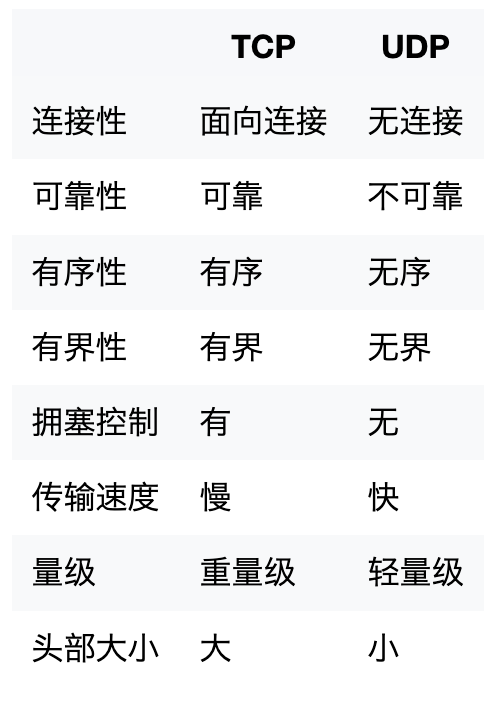 TCP UDP
连接性 面向连接 无连接
可靠性 可靠 不可靠
有序性 有序 无序
有界性 有界 无界
拥塞控制 有 无
传输速度 慢 快
量级 重量级 轻量级
头部大小 大 小